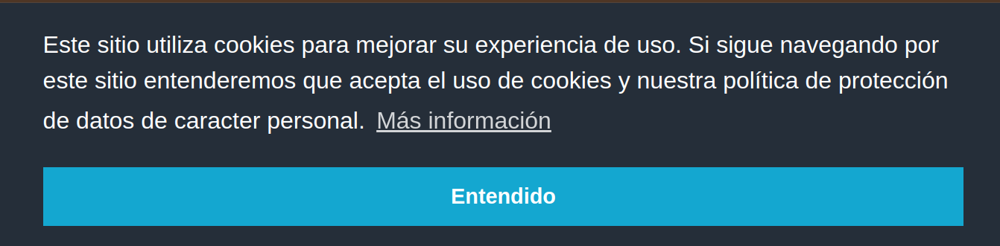 Este sitio utiliza cookies para mejorar su experiencia de uso. Si sigue navegando por
este sitio entenderemos que acepta el uso de cookies y nuestra política de protección
de datos de caracter personal. Más información
Entendido